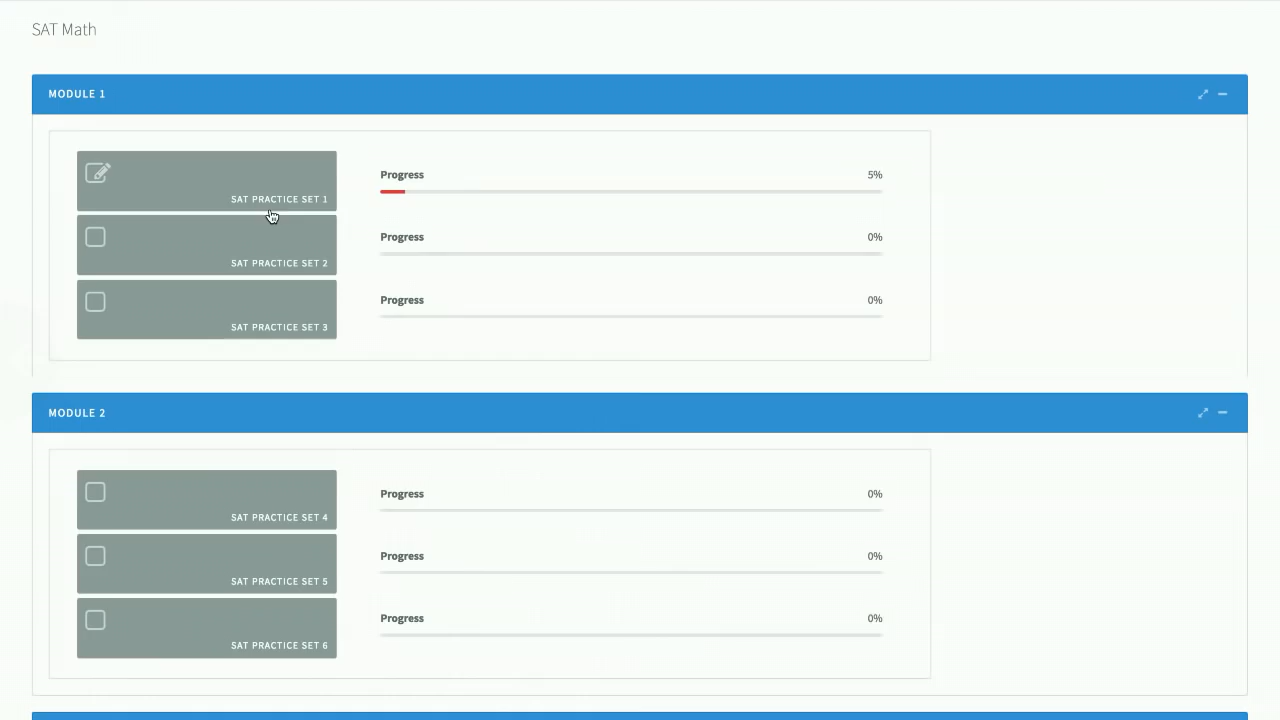 SAT Math
MODULE 1
SAT PRACTICE SET 1
Progress 5%
SAT PRACTICE SET 2
Progress 0%
SAT PRACTICE SET 3
Progress 0%
MODULE 2
SAT PRACTICE SET 4
Progress 0%
SAT PRACTICE SET 5
Progress 0%
SAT PRACTICE SET 6
Progress 0%